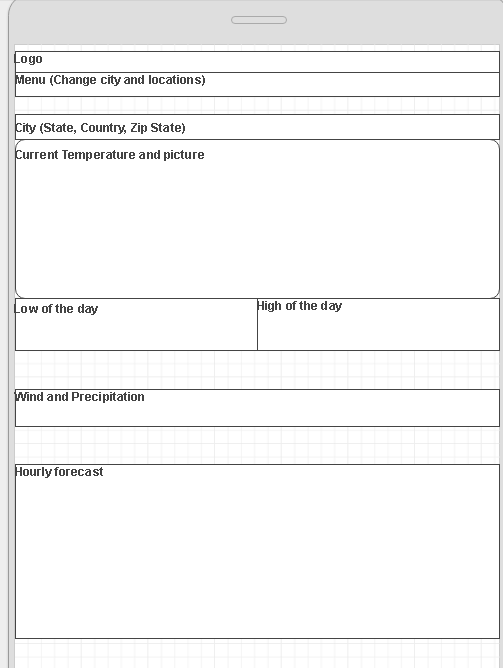 Logo
Menu (Change city and locations)
City (State, Country, Zip State)
Current Temperature and picture
Low of the day
High of the day
Wind and Precipitation
Hourly forecast